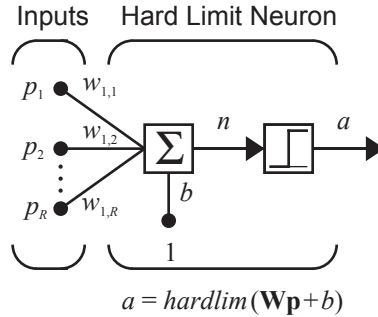 Inputs Hard Limit Neuron
p1 w1,1
p2 w1,2 Σ n a
pR w1,R b
1
a = hardlim(Wp+b)